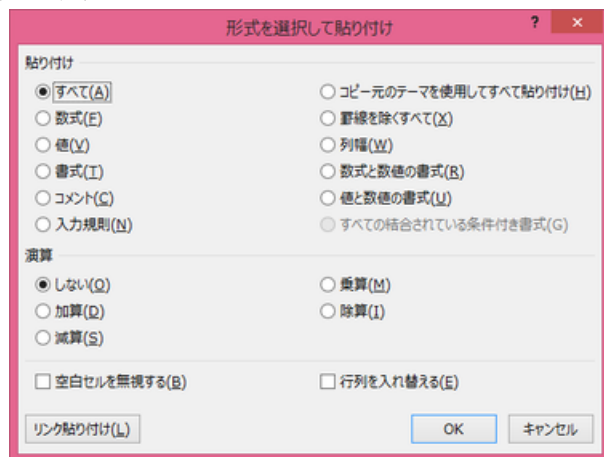 形式を選択して貼り付け ? ×
貼り付け
すべて(A) コピー元のテーマを使用してすべて貼り付け(H)
数式(F) 罫線を除くすべて(X)
値(V) 列幅(W)
書式(T) 数式と数値の書式(R)
コメント(C) 値と数値の書式(U)
入力規則(N) すべての結合されている条件付き書式(G)
演算
しない(O) 乗算(M)
加算(D) 除算(I)
減算(S)
空白セルを無視する(B) 行列を入れ替える(E)
リンク貼り付け(L) OK キャンセル